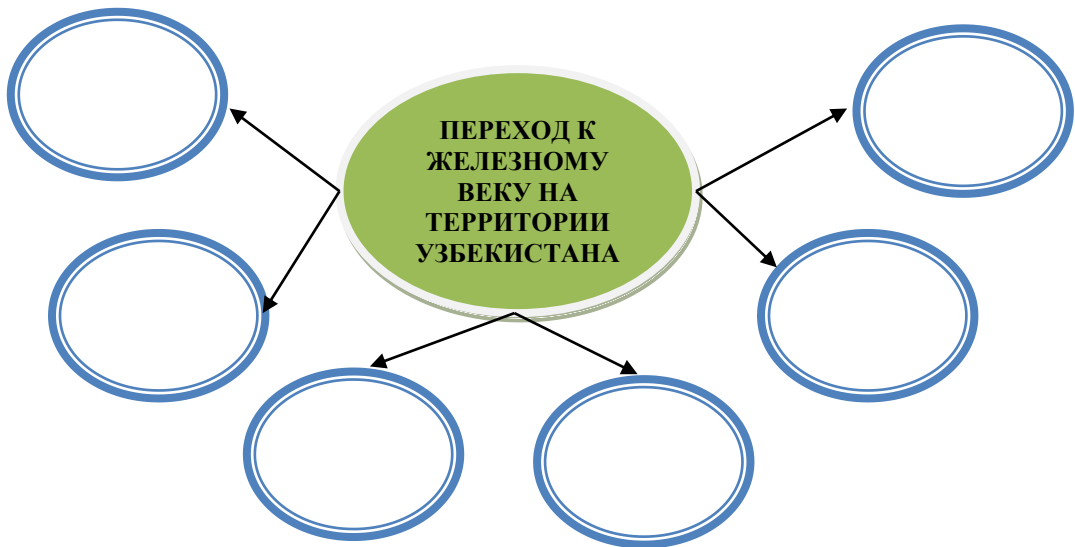 ПЕРЕХОД К
ЖЕЛЕЗНОМУ
ВЕКУ НА
ТЕРРИТОРИИ
УЗБЕКИСТАНА